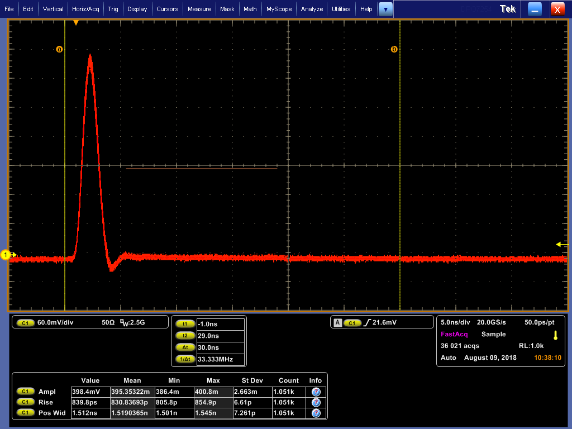 File Edit Vertical Horiz/Acq Trig Display Cursors Measure Mask Math MyScope Analyze Utilities Help Tek X
a b
1
C1 60.0mV/div 50Ω BW:2.5G
t1 -1.0ns
t2 29.0ns
Δt 30.0ns
1/Δt 33.333MHz
A C1 21.6mV
5.0ns/div 20.0GS/s 50.0ps/pt
FastAcq Sample
36 021 acqs RL:1.0k
Auto August 09, 2018 10:38:10
Value Mean Min Max St Dev Count Info
C1 Ampl 398.4mV 395.35322m 386.4m 400.8m 2.663m 1.051k
C1 Rise 839.8ps 830.83693p 805.8p 854.9p 6.61p 1.051k
C1 Pos Wid 1.512ns 1.5190365n 1.501n 1.545n 7.261p 1.051k